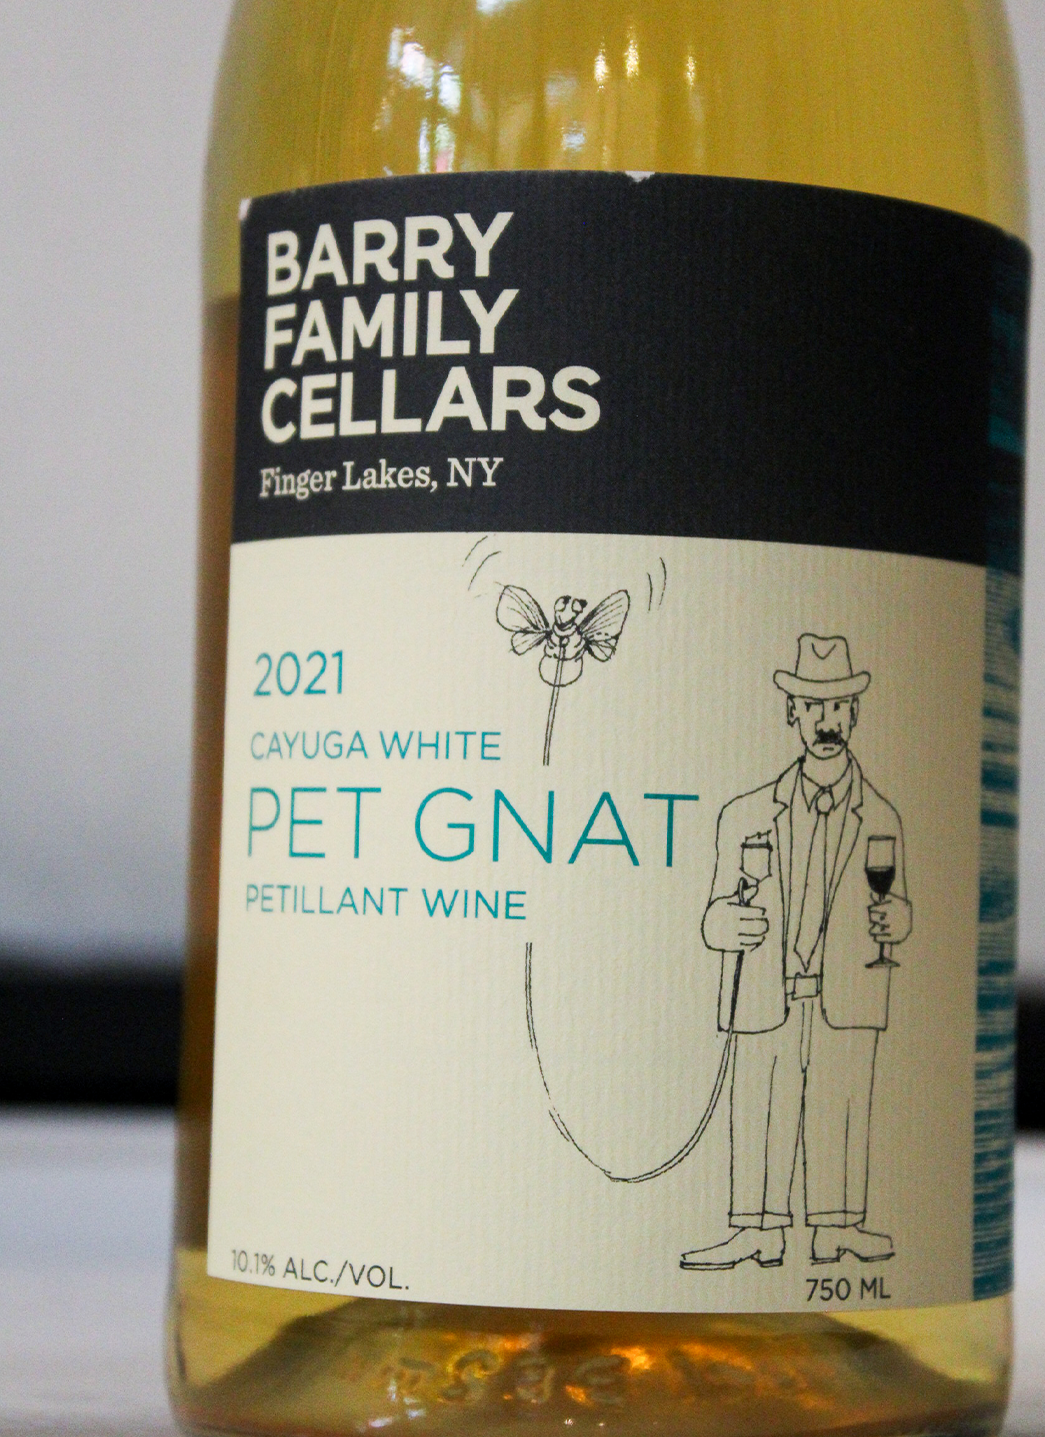 BARRY
FAMILY
CELLARS
Finger Lakes, NY
2021
CAYUGA WHITE
PET GNAT
PETILLANT WINE
10.1% ALC./VOL.
750 ML